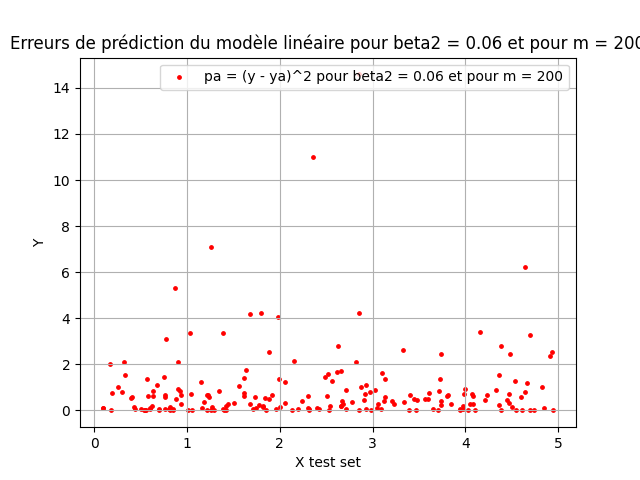 Erreurs de prédiction du modèle linéaire pour beta2 = 0.06 et pour m = 200
pa = (y - ya)^2 pour beta2 = 0.06 et pour m = 200
14
12
10
8
6
4
2
0
Y
0 1 2 3 4 5
X test set